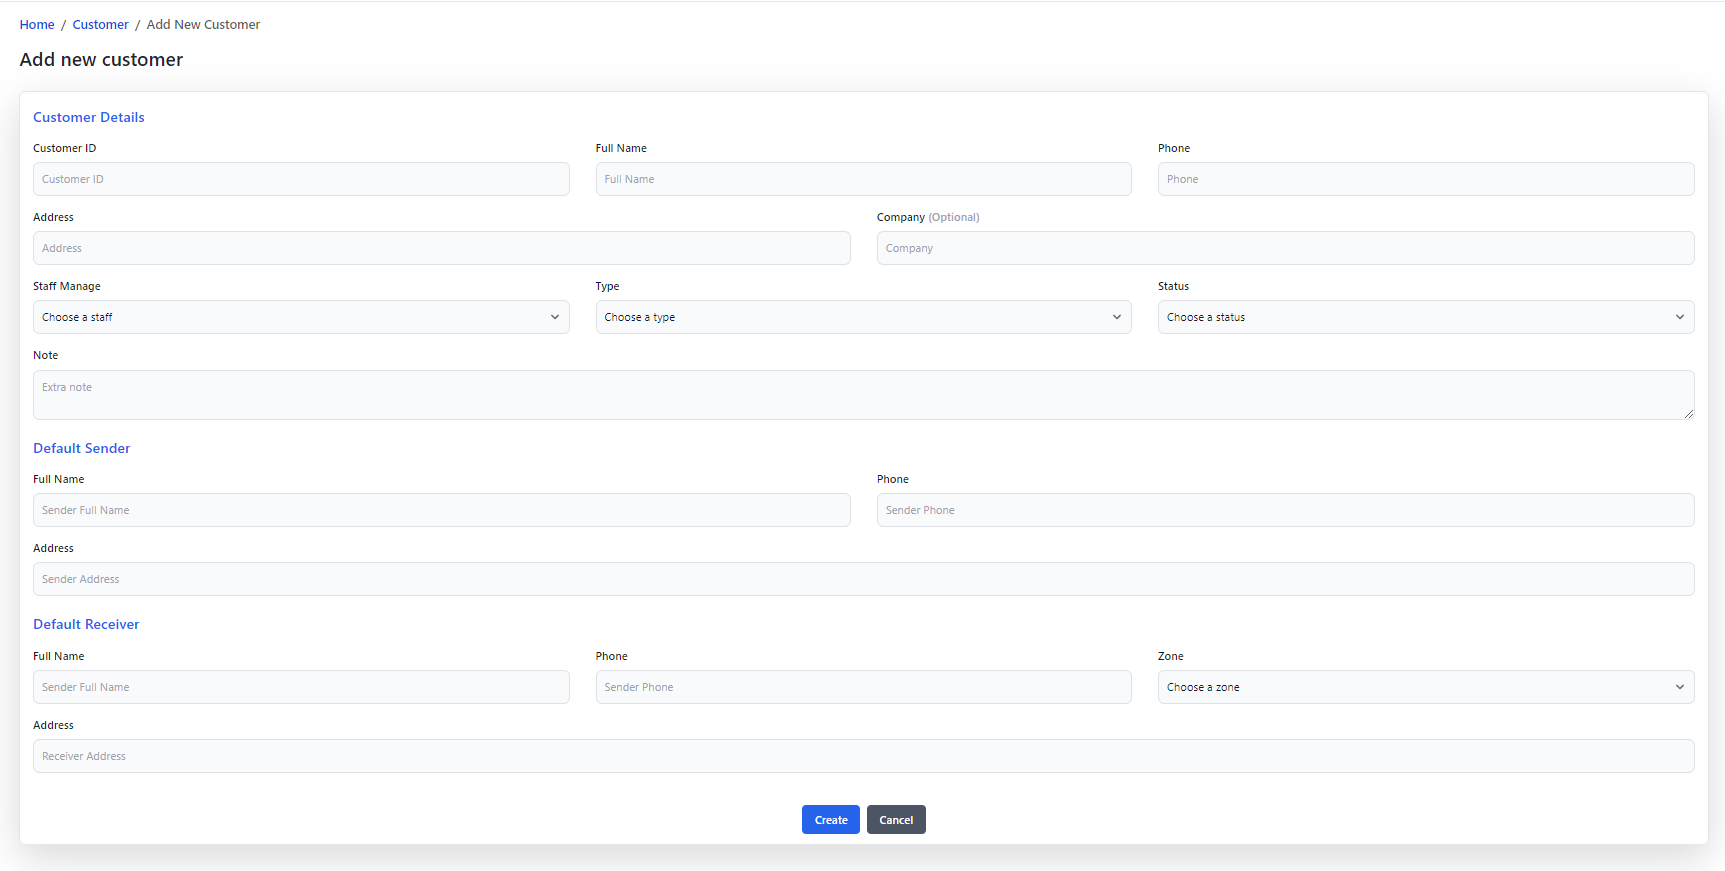 Home / Customer / Add New Customer
Add new customer
Customer Details
Customer ID Full Name Phone
Customer ID Full Name Phone
Address Company (Optional)
Address Company
Staff Manage Type Status
Choose a staff Choose a type Choose a status
Note
Extra note
Default Sender
Full Name Phone
Sender Full Name Sender Phone
Address
Sender Address
Default Receiver
Full Name Phone Zone
Sender Full Name Sender Phone Choose a zone
Address
Receiver Address
Create Cancel